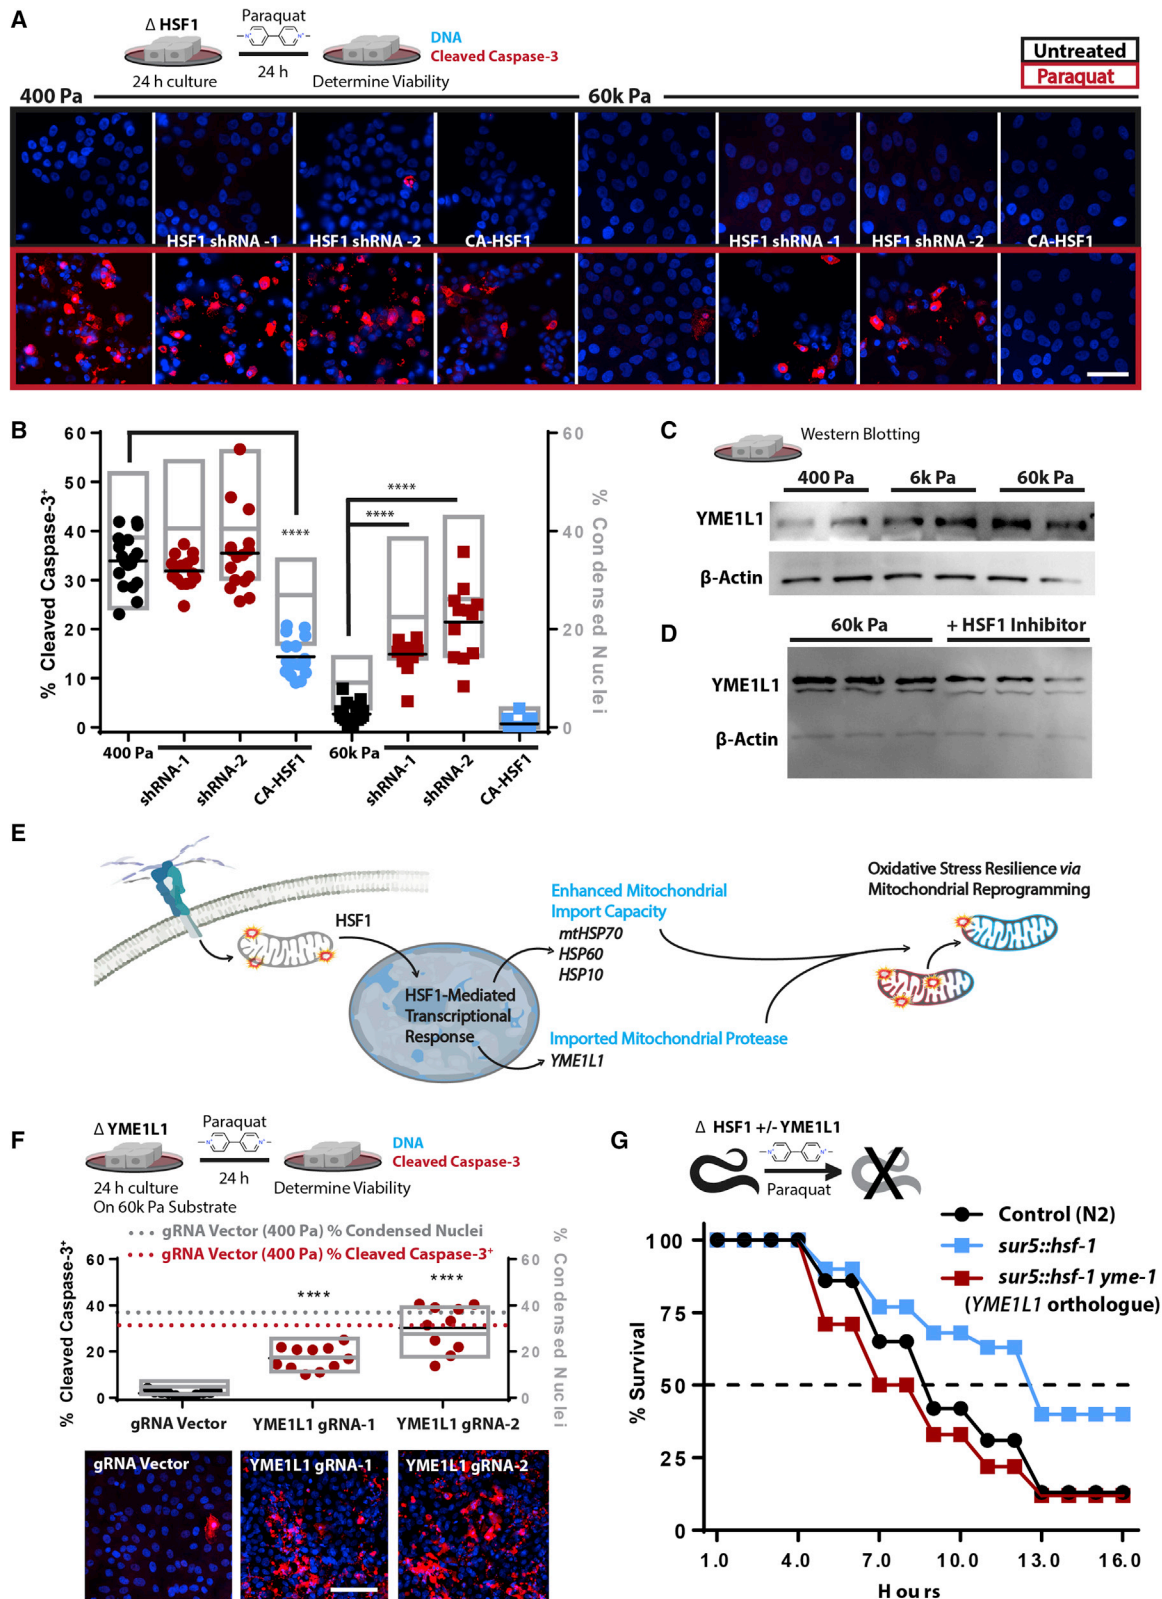 A
Δ HSF1
Paraquat
DNA
Cleaved Caspase-3
24 h culture
24 h
Determine Viability
Untreated
Paraquat
400 Pa
60k Pa
HSF1 shRNA -1
HSF1 shRNA -2
CA-HSF1
HSF1 shRNA -1
HSF1 shRNA -2
CA-HSF1
B
% Cleaved Caspase-3+
60
50
40
30
20
10
0
****
****
****
60
40
20
0
% Condensed Nuclei
400 Pa
shRNA-1
shRNA-2
CA-HSF1
60k Pa
shRNA-1
shRNA-2
CA-HSF1
C
Western Blotting
400 Pa
6k Pa
60k Pa
YME1L1
β-Actin
D
60k Pa
+ HSF1 Inhibitor
YME1L1
β-Actin
E
HSF1
HSF1-Mediated
Transcriptional
Response
Enhanced Mitochondrial
Import Capacity
mtHSP70
HSP60
HSP10
Imported Mitochondrial Protease
YME1L1
Oxidative Stress Resilience via
Mitochondrial Reprogramming
F
Δ YME1L1
Paraquat
DNA
Cleaved Caspase-3
24 h culture
On 60k Pa Substrate
24 h
Determine Viability
gRNA Vector (400 Pa) % Condensed Nuclei
gRNA Vector (400 Pa) % Cleaved Caspase-3+
% Cleaved Caspase-3+
60
40
20
0
****
****
60
40
20
0
% Condensed Nuclei
gRNA Vector
YME1L1 gRNA-1
YME1L1 gRNA-2
gRNA Vector
YME1L1 gRNA-1
YME1L1 gRNA-2
G
Δ HSF1 +/- YME1L1
Paraquat
Control (N2)
sur5::hsf-1
sur5::hsf-1 yme-1
(YME1L1 orthologue)
% Survival
100
75
50
25
0
1.0
4.0
7.0
10.0
13.0
16.0
Hours